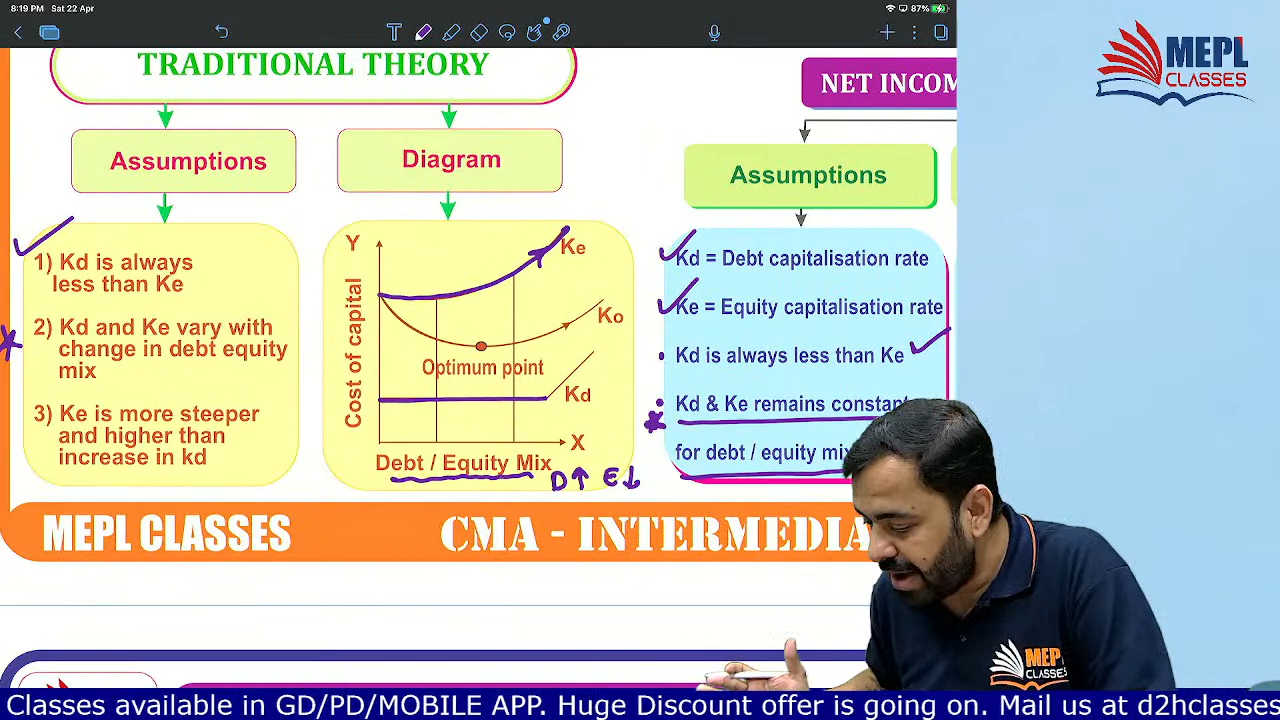 8:19 PM Sat 22 Apr
87%
T
TRADITIONAL THEORY
Assumptions
1) Kd is always
less than Ke
2) Kd and Ke vary with
change in debt equity
mix
3) Ke is more steeper
and higher than
increase in kd
Diagram
Y
Ke
Ko
Cost of capital
Optimum point
Kd
X
Debt / Equity Mix
D↑ E↓
NET INCOM
Assumptions
Kd = Debt capitalisation rate
Ke = Equity capitalisation rate
Kd is always less than Ke
Kd & Ke remains constant
for debt / equity mix
MEPL CLASSES
CMA - INTERMEDIA
MEPL
CLASSES
MEPL
CLASSES
Classes available in GD/PD/MOBILE APP. Huge Discount offer is going on. Mail us at d2hclasses